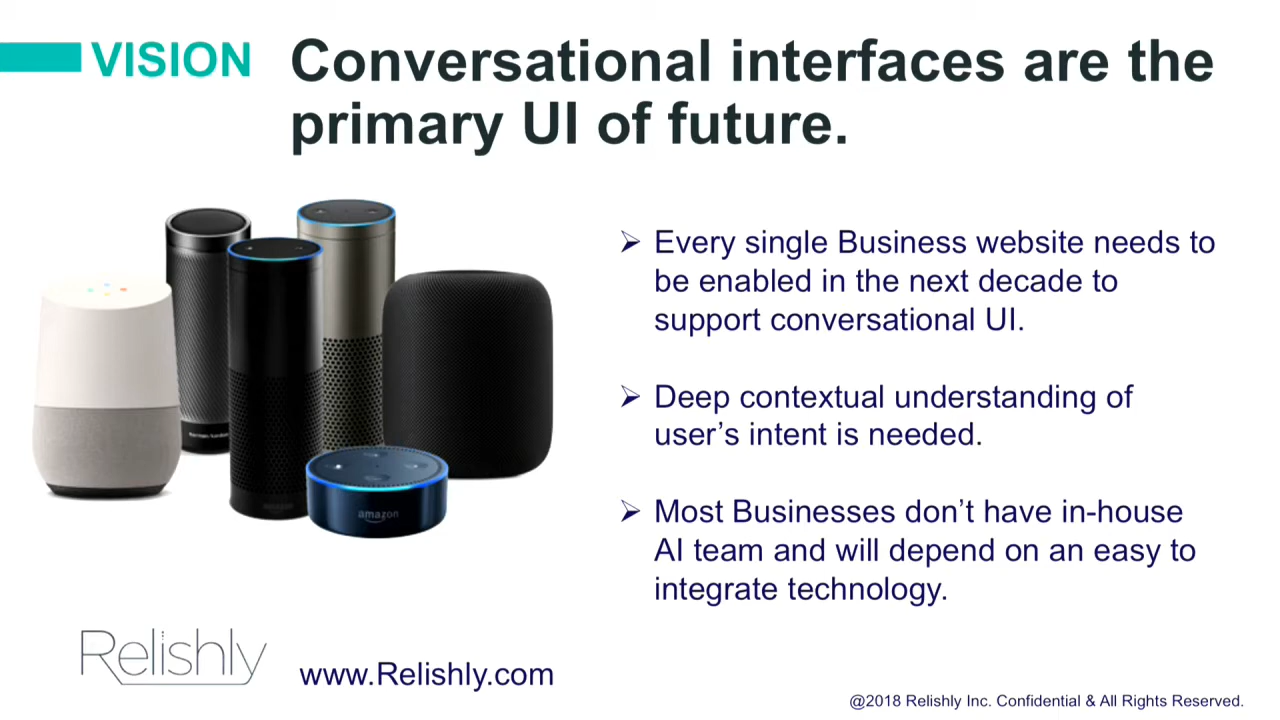 VISION
Conversational interfaces are the
primary UI of future.
➢ Every single Business website needs to
be enabled in the next decade to
support conversational UI.
➢ Deep contextual understanding of
user’s intent is needed.
➢ Most Businesses don’t have in-house
AI team and will depend on an easy to
integrate technology.
harman/kardon
amazon
Relishly
www.Relishly.com
@2018 Relishly Inc. Confidential & All Rights Reserved.